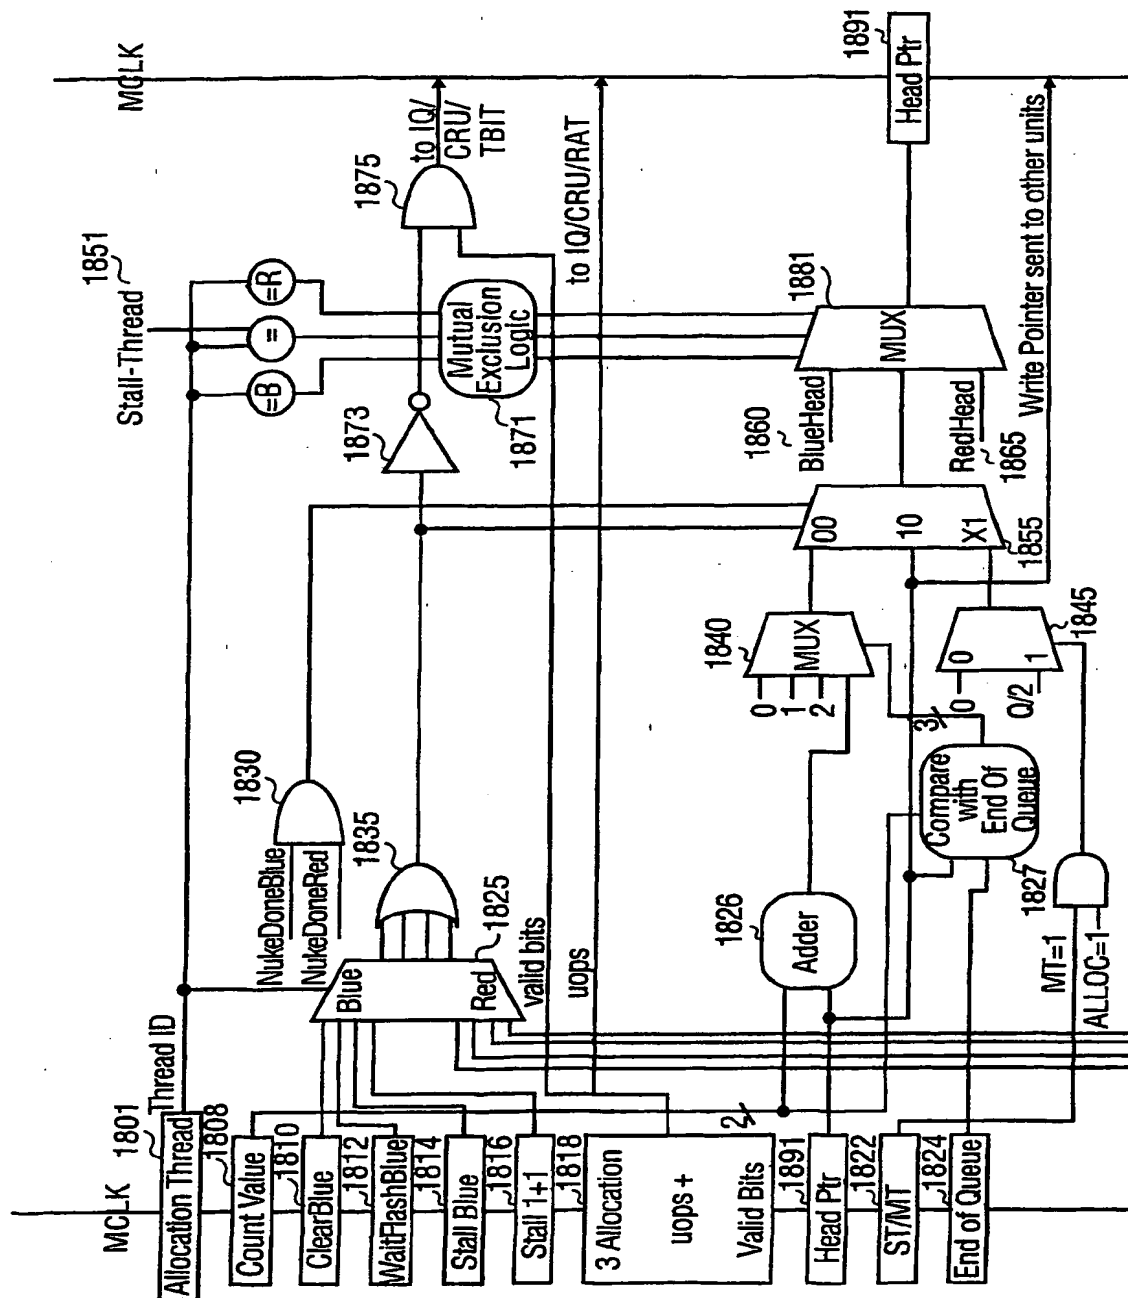 MCLK
1801
Allocation Thread
Thread ID
1808
Count Value
1810
ClearBlue
1812
WaitFlashBlue
1814
Stall Blue
1816
Stall 1+1
1818
3 Allocation
uops +
Valid Bits
2
1891
Head Ptr
1822
ST/MT
1824
End of Queue
Blue
Red
1825
valid bits
uops
NukeDoneBlue
NukeDoneRed
1830
1835
1826
Adder
MT=1
ALLOC=1
Compare
with
End Of
Queue
1827
3
1840
0
1
2
MUX
0
Q/2
0
1
1845
00
10
X1
1855
Stall-Thread
1851
=B
=
=R
1873
Mutual
Exclusion
Logic
1871
1875
to IQ/
CRU/
TBIT
to IQ/CRU/RAT
1860
BlueHead
RedHead
1865
MUX
1881
Write Pointer sent to other units
MCLK
Head Ptr
1891